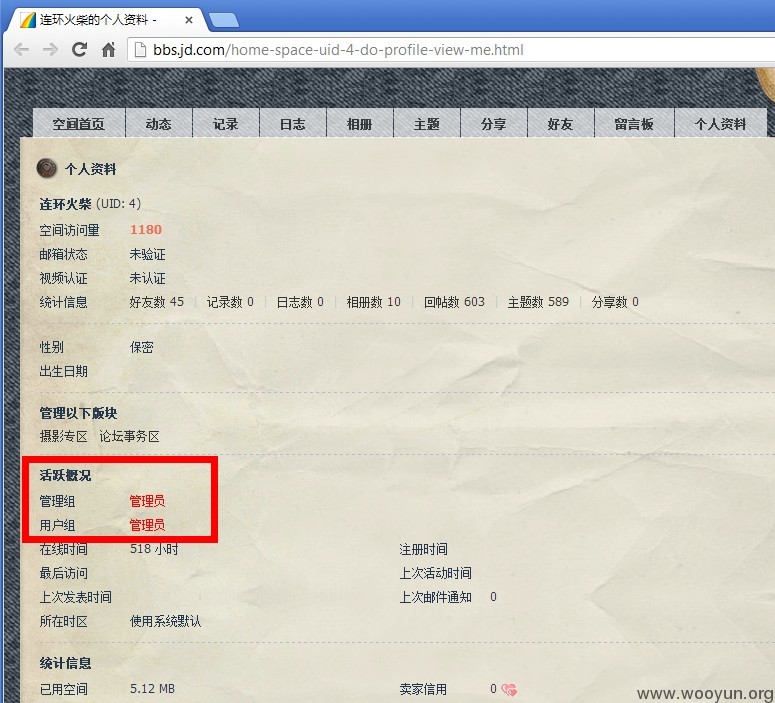 连环火柴的个人资料 -
bbs.jd.com/home-space-uid-4-do-profile-view-me.html
空间首页 动态 记录 日志 相册 主题 分享 好友 留言板 个人资料
个人资料
连环火柴 (UID: 4)
空间访问量 1180
邮箱状态 未验证
视频认证 未认证
统计信息 好友数 45 | 记录数 0 | 日志数 0 | 相册数 10 | 回帖数 603 | 主题数 589 | 分享数 0
性别 保密
出生日期
管理以下版块
摄影专区 论坛事务区
活跃概况
管理组 管理员
用户组 管理员
在线时间 518 小时 注册时间
最后访问 上次活动时间
上次发表时间 上次邮件通知 0
所在时区 使用系统默认
统计信息
已用空间 5.12 MB 卖家信用 0
www.wooyun.org